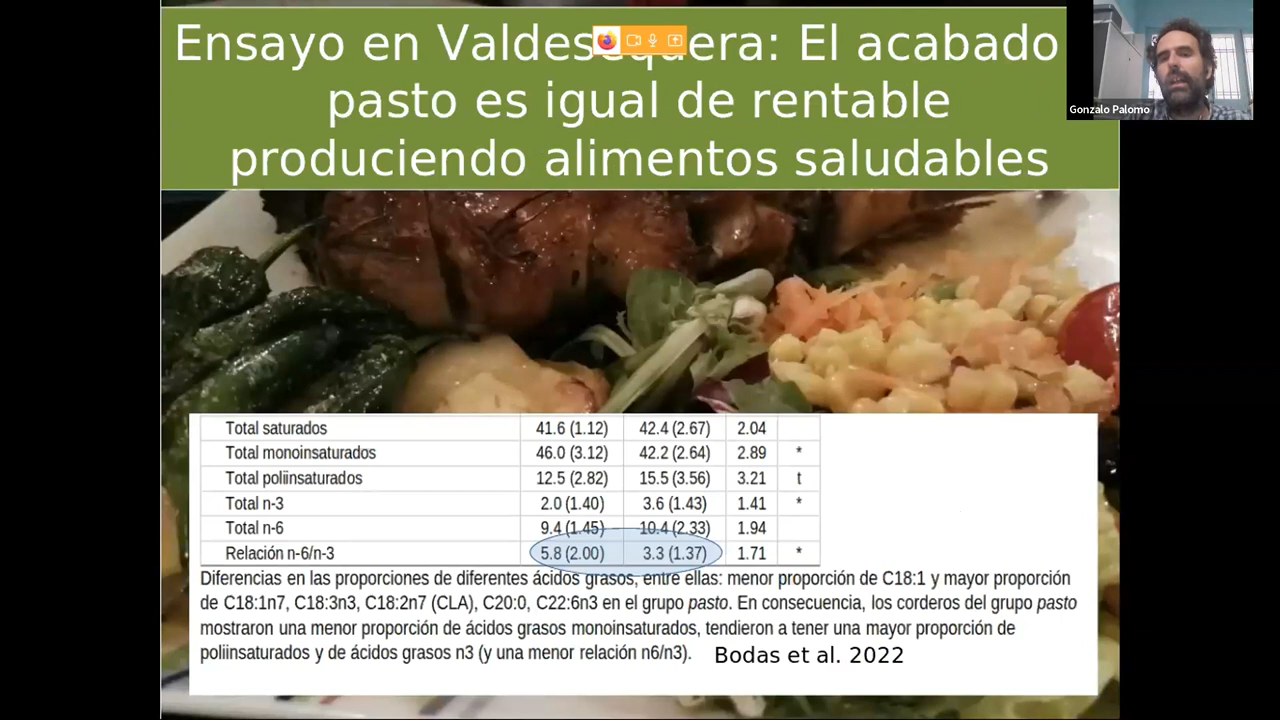 Ensayo en Valdesequera: El acabado
pasto es igual de rentable
produciendo alimentos saludables
Gonzalo Palomo
Total saturados 41.6 (1.12) 42.4 (2.67) 2.04
Total monoinsaturados 46.0 (3.12) 42.2 (2.64) 2.89 *
Total poliinsaturados 12.5 (2.82) 15.5 (3.56) 3.21 t
Total n-3 2.0 (1.40) 3.6 (1.43) 1.41 *
Total n-6 9.4 (1.45) 10.4 (2.33) 1.94
Relación n-6/n-3 5.8 (2.00) 3.3 (1.37) 1.71 *
Diferencias en las proporciones de diferentes ácidos grasos, entre ellas: menor proporción de C18:1 y mayor proporción
de C18:1n7, C18:3n3, C18:2n7 (CLA), C20:0, C22:6n3 en el grupo pasto. En consecuencia, los corderos del grupo pasto
mostraron una menor proporción de ácidos grasos monoinsaturados, tendieron a tener una mayor proporción de
poliinsaturados y de ácidos grasos n3 (y una menor relación n6/n3). Bodas et al. 2022